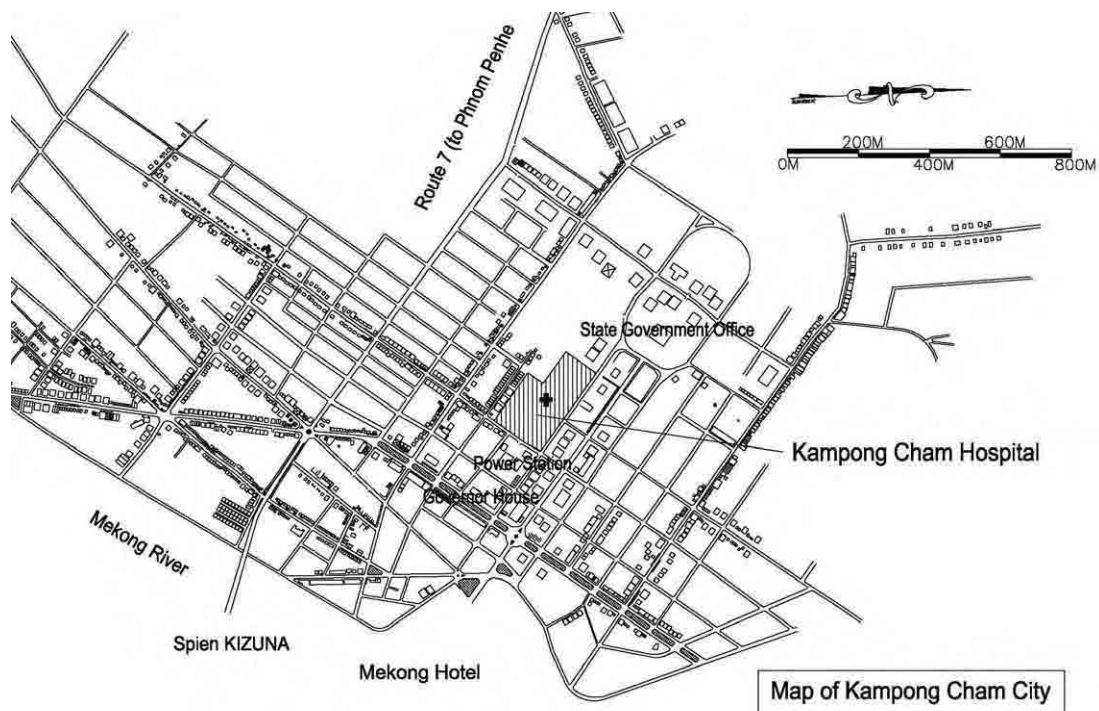 Route 7 (to Phnom Penhe
200M 600M
0M 400M 800M
State Government Office
Kampong Cham Hospital
Power Station
Governor House
Mekong River
Spien KIZUNA
Mekong Hotel
Map of Kampong Cham City